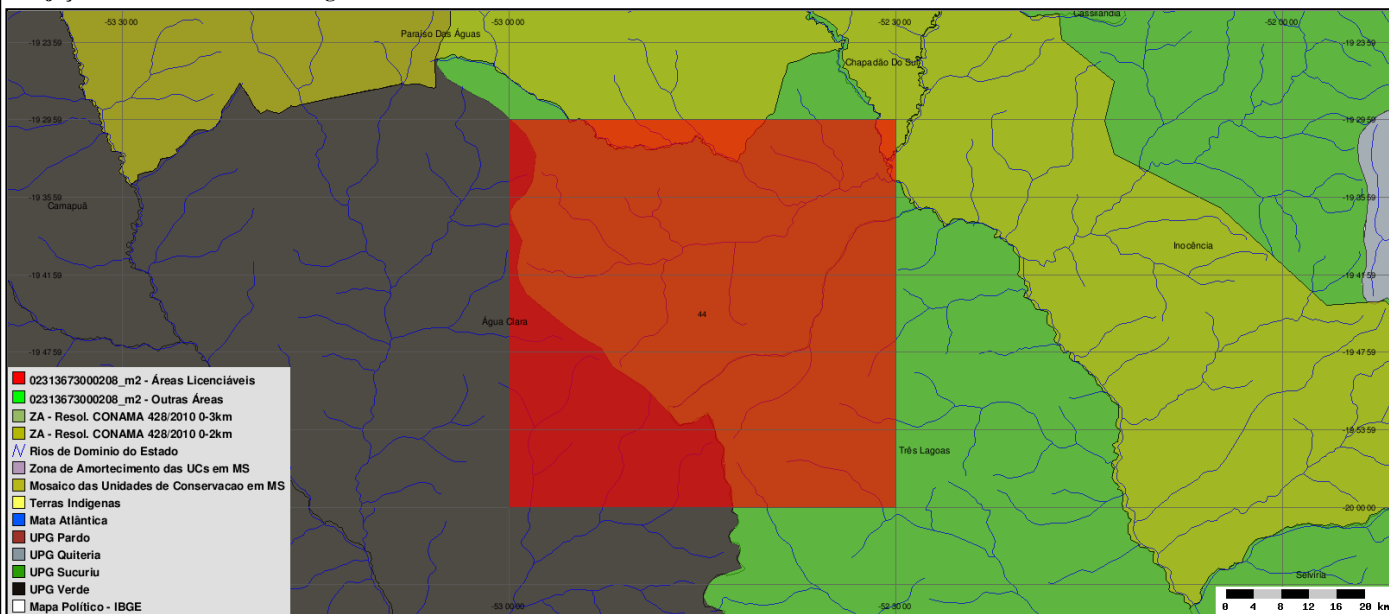 -53 30 00
-53 00 00
-52 30 00
-52 00 00
Cassilândia
Paraíso Das Águas
-19 23 59
-19 23 59
Chapadão Do Sul
-19 29 59
-19 29 59
-19 35 59
-19 35 59
Camapuã
Inocência
-19 41 59
-19 41 59
44
Água Clara
-19 47 59
-19 47 59
02313673000208_m2 - Áreas Licenciáveis
02313673000208_m2 - Outras Áreas
ZA - Resol. CONAMA 428/2010 0-3km
ZA - Resol. CONAMA 428/2010 0-2km
Rios de Dominio do Estado
Zona de Amortecimento das UCs em MS
Mosaico das Unidades de Conservacao em MS
Terras Indigenas
Mata Atlântica
UPG Pardo
UPG Quiteria
UPG Sucuriu
UPG Verde
Mapa Político - IBGE
-19 53 59
Três Lagoas
-20 00 00
Selvíria
-53 00 00
-52 30 00
0 4 8 12 16 20 km